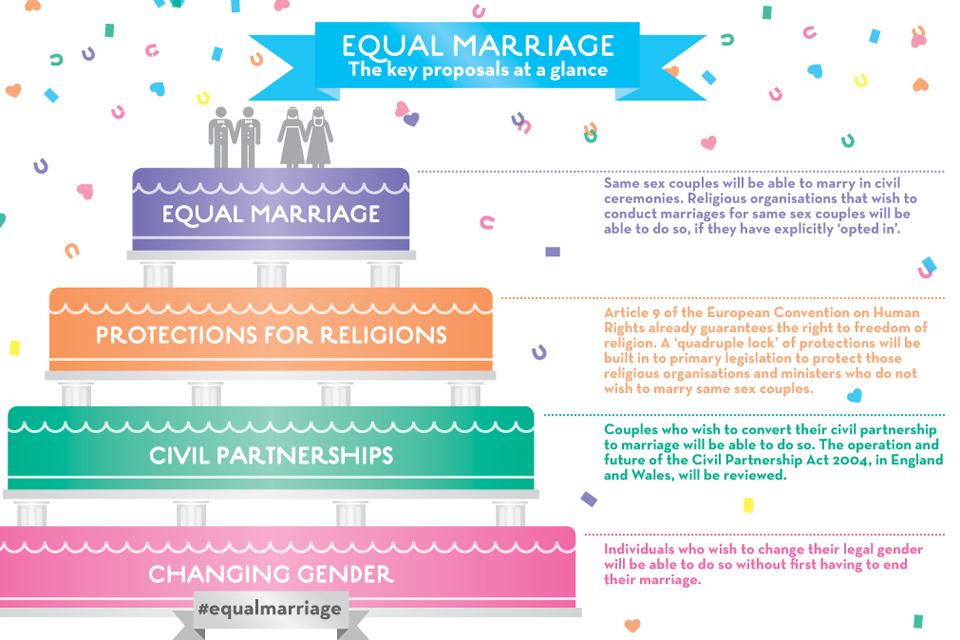 EQUAL MARRIAGE
The key proposals at a glance
EQUAL MARRIAGE
Same sex couples will be able to marry in civil
ceremonies. Religious organisations that wish to
conduct marriages for same sex couples will be
able to do so, if they have explicitly ‘opted in’.
PROTECTIONS FOR RELIGIONS
Article 9 of the European Convention on Human
Rights already guarantees the right to freedom of
religion. A ‘quadruple lock’ of protections will be
built in to primary legislation to protect those
religious organisations and ministers who do not
wish to marry same sex couples.
CIVIL PARTNERSHIPS
Couples who wish to convert their civil partnership
to marriage will be able to do so. The operation and
future of the Civil Partnership Act 2004, in England
and Wales, will be reviewed.
CHANGING GENDER
Individuals who wish to change their legal gender
will be able to do so without first having to end
their marriage.
#equalmarriage